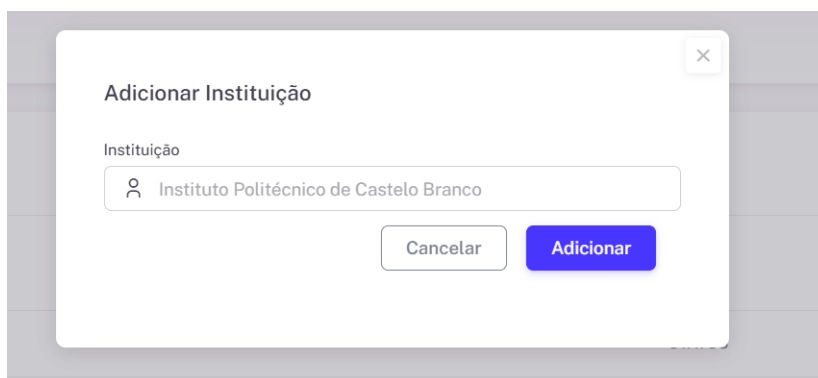 Adicionar Instituição
Instituição
Instituto Politécnico de Castelo Branco
Cancelar
Adicionar